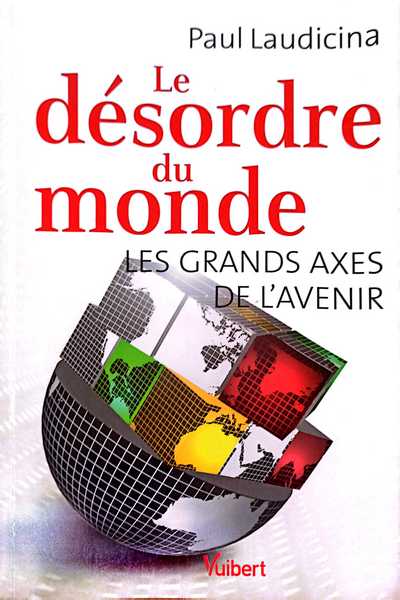 Paul Laudicina
Le
désordre
du
monde
LES GRANDS AXES
DE L'AVENIR
Vuibert